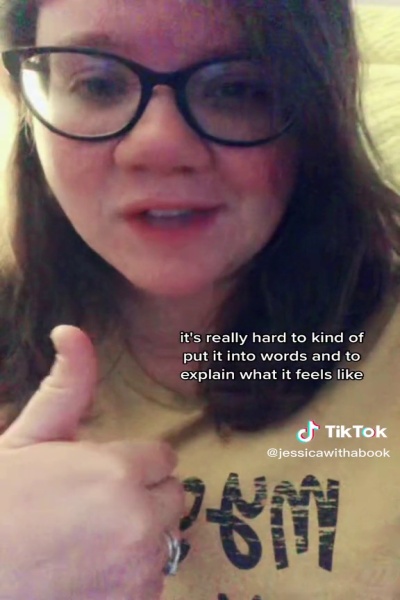 it's really hard to kind of
put it into words and to
explain what it feels like
TikTok
@jessicawithabook